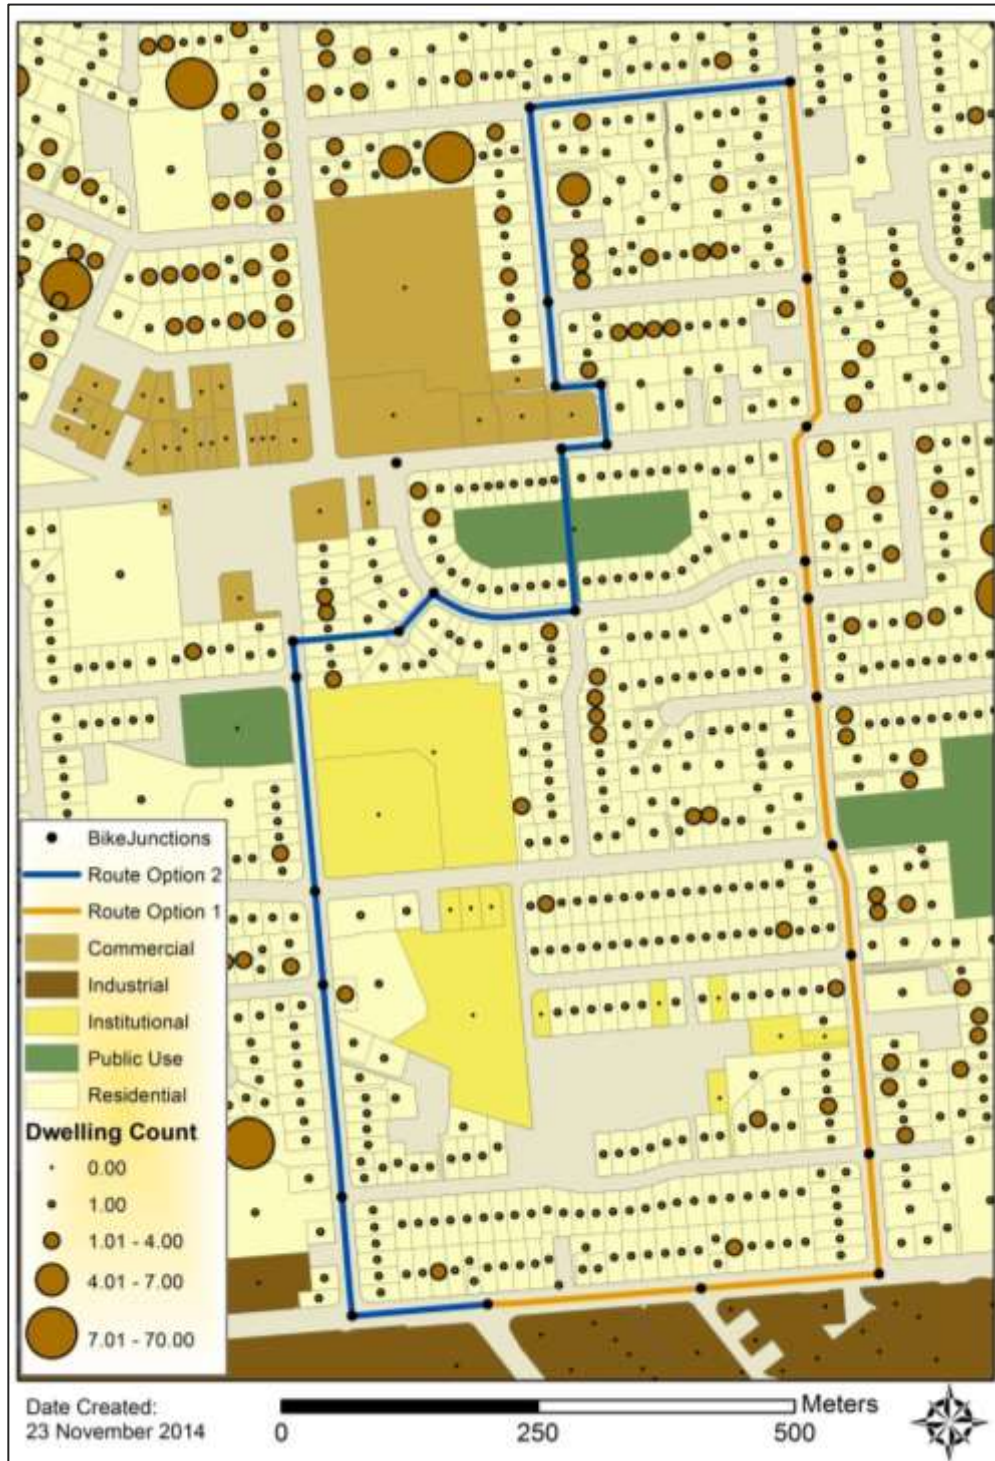 BikeJunctions
Route Option 2
Route Option 1
Commercial
Industrial
Institutional
Public Use
Residential
Dwelling Count
0.00
1.00
1.01 - 4.00
4.01 - 7.00
7.01 - 70.00
Date Created:
23 November 2014
Meters
0 250 500